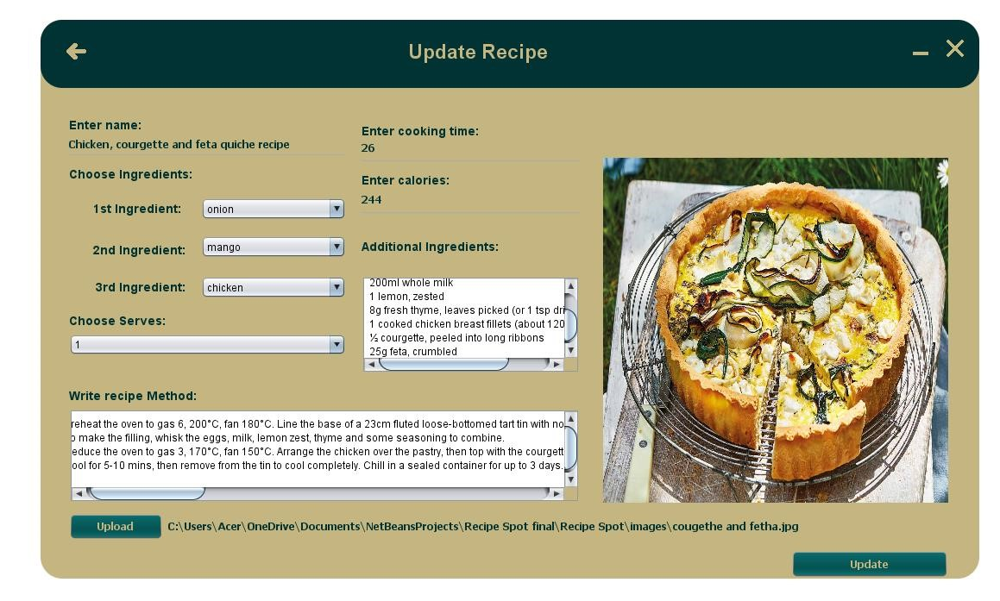 Update Recipe
Enter name:
Chicken, courgette and feta quiche recipe
Choose Ingredients:
1st Ingredient:
onion
2nd Ingredient:
mango
3rd Ingredient:
chicken
Choose Serves:
1
Enter cooking time:
26
Enter calories:
244
Additional Ingredients:
200ml whole milk
1 lemon, zested
8g fresh thyme, leaves picked (or 1 tsp dri
1 cooked chicken breast fillets (about 120
½ courgette, peeled into long ribbons
25g feta, crumbled
Write recipe Method:
reheat the oven to gas 6, 200°C, fan 180°C. Line the base of a 23cm fluted loose-bottomed tart tin with no
o make the filling, whisk the eggs, milk, lemon zest, thyme and some seasoning to combine.
educe the oven to gas 3, 170°C, fan 150°C. Arrange the chicken over the pastry, then top with the courgett
ool for 5-10 mins, then remove from the tin to cool completely. Chill in a sealed container for up to 3 days.
Upload
C:\Users\Acer\OneDrive\Documents\NetBeansProjects\Recipe Spot final\Recipe Spot\images\cougethe and fetha.jpg
Update